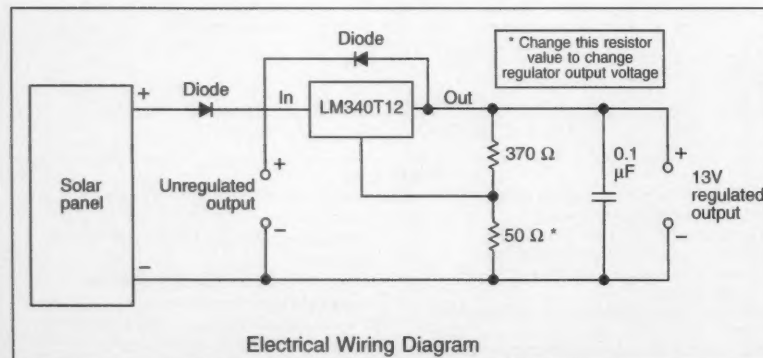 Diode
* Change this resistor
value to change
regulator output voltage
+
Diode
In
LM340T12
Out
Solar
panel
+
Unregulated
output
−
370 Ω
50 Ω *
0.1
μF
+
13V
regulated
output
−
−
Electrical Wiring Diagram